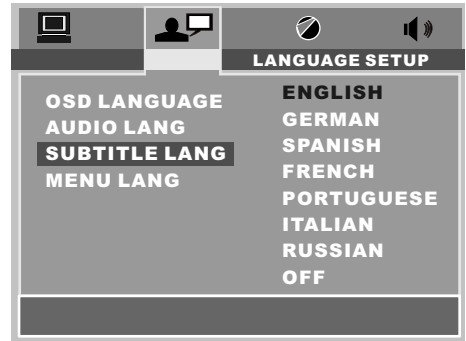 LANGUAGE SETUP
OSD LANGUAGE
AUDIO LANG
SUBTITLE LANG
MENU LANG
ENGLISH
GERMAN
SPANISH
FRENCH
PORTUGUESE
ITALIAN
RUSSIAN
OFF